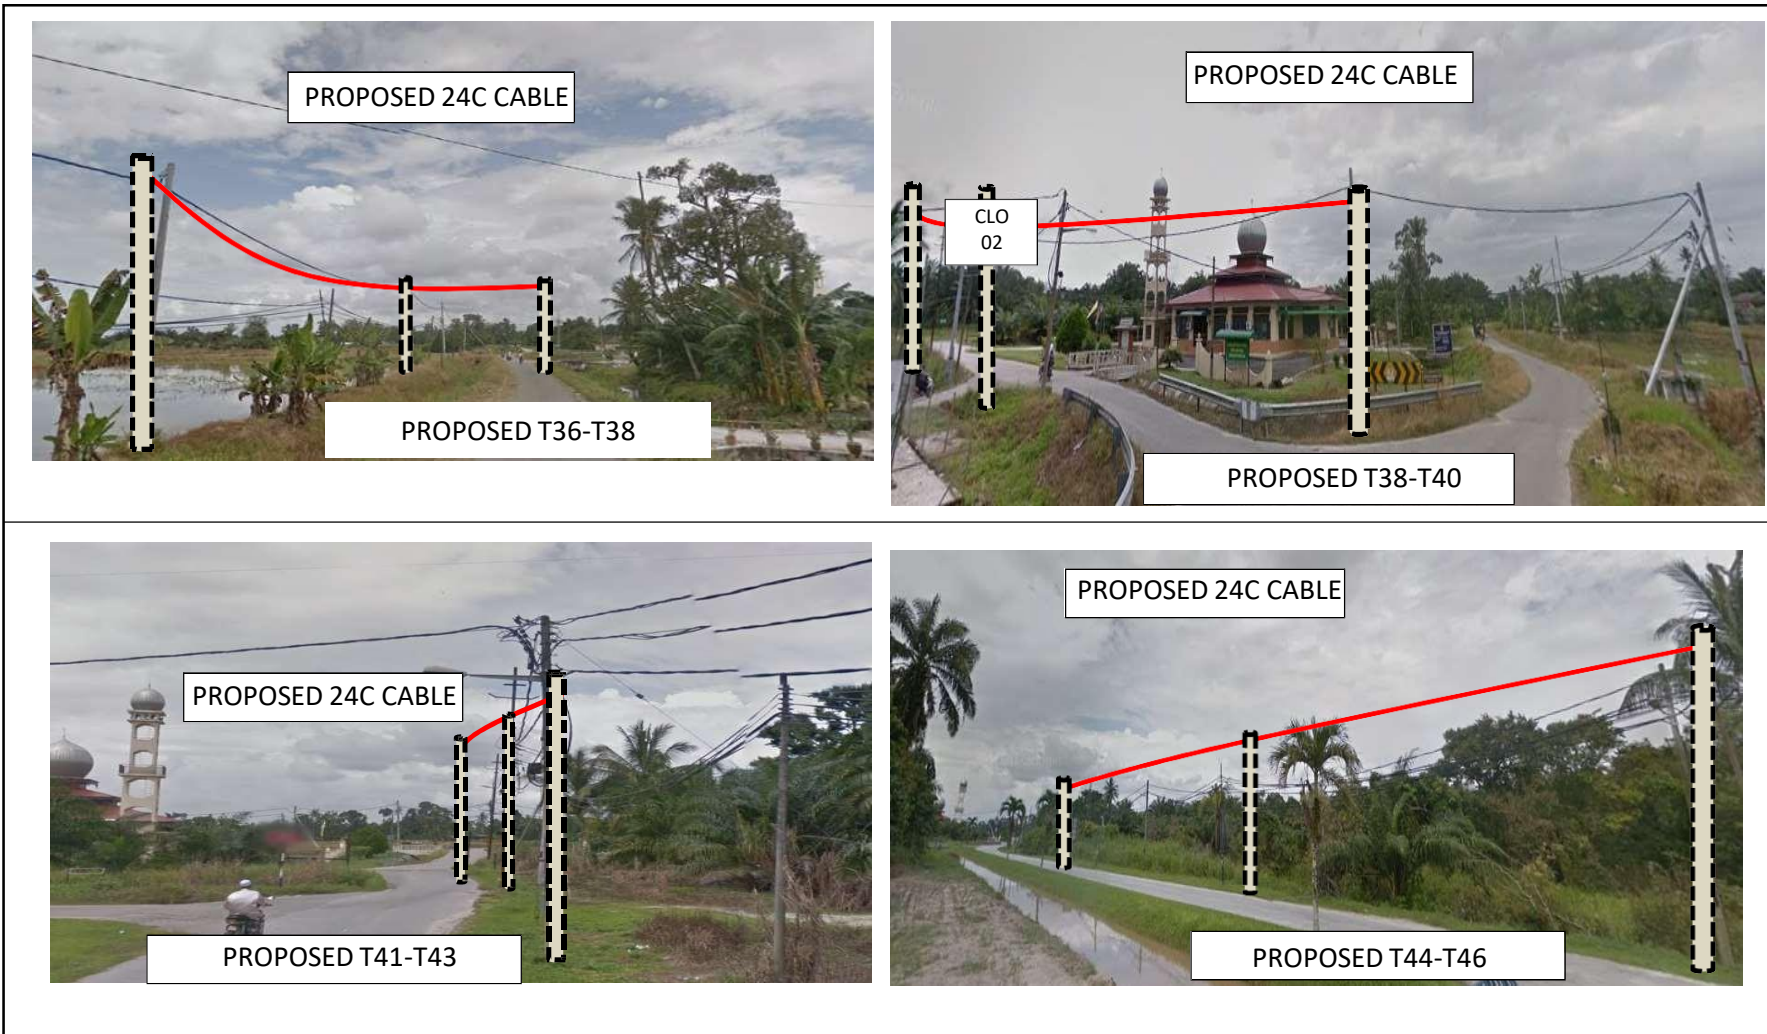 PROPOSED 24C CABLE
PROPOSED T36-T38
PROPOSED 24C CABLE
CLO
02
PROPOSED T38-T40
PROPOSED 24C CABLE
PROPOSED T41-T43
PROPOSED 24C CABLE
PROPOSED T44-T46